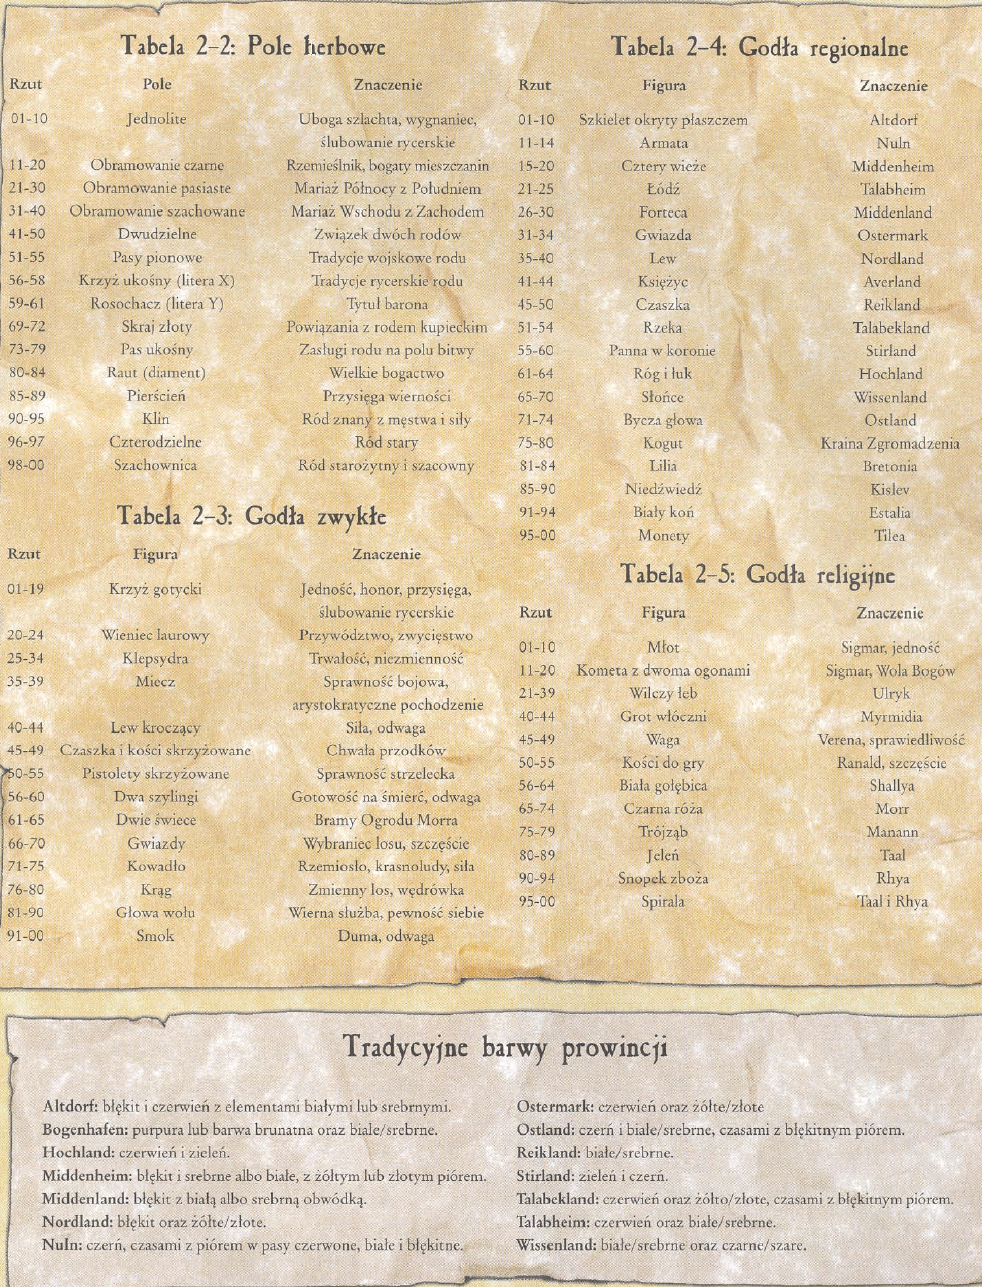 Tabela 2-2: Pole herbowe
Rzut Pole Znaczenie
01-10 Jednolite Uboga szlachta, wygnaniec,
ślubowanie rycerskie
11-20 Obramowanie czarne Rzemieślnik, bogaty mieszczanin
21-30 Obramowanie pasiaste Mariaż Północy z Południem
31-40 Obramowanie szachowane Mariaż Wschodu z Zachodem
41-50 Dwudzielne Związek dwóch rodów
51-55 Pasy pionowe Tradycje wojskowe rodu
56-58 Krzyż ukośny (litera X) Tradycje rycerskie rodu
59-61 Rosochacz (litera Y) Tytuł barona
69-72 Skraj złoty Powiązania z rodem kupieckim
73-79 Pas ukośny Zasługi rodu na polu bitwy
80-84 Raut (diament) Wielkie bogactwo
85-89 Pierścień Przysięga wierności
90-95 Klin Ród znany z męstwa i siły
96-97 Czterodzielne Ród stary
98-00 Szachownica Ród starożytny i szacowny
Tabela 2-3: Godła zwykłe
Rzut Figura Znaczenie
01-19 Krzyż gotycki Jedność, honor, przysięga,
ślubowanie rycerskie
20-24 Wieniec laurowy Przywództwo, zwycięstwo
25-34 Klepsydra Trwałość, niezmienność
35-39 Miecz Sprawność bojowa,
arystokratyczne pochodzenie
40-44 Lew kroczący Siła, odwaga
45-49 Czaszka i kości skrzyżowane Chwała przodków
50-55 Pistolety skrzyżowane Sprawność strzelecka
56-60 Dwa szylingi Gotowość na śmierć, odwaga
61-65 Dwie świece Bramy Ogrodu Morra
66-70 Gwiazdy Wybraniec losu, szczęście
71-75 Kowadło Rzemiosło, krasnoludy, siła
76-80 Krąg Zmienny los, wędrówka
81-90 Głowa wołu Wierna służba, pewność siebie
91-00 Smok Duma, odwaga
Tabela 2-4: Godła regionalne
Rzut Figura Znaczenie
01-10 Szkielet okryty płaszczem Altdorf
11-14 Armata Nuln
15-20 Cztery wieże Middenheim
21-25 Łódź Talabheim
26-30 Forteca Middenland
31-34 Gwiazda Ostermark
35-40 Lew Nordland
41-44 Księżyc Averland
45-50 Czaszka Reikland
51-54 Rzeka Talabekland
55-60 Panna w koronie Stirland
61-64 Róg i łuk Hochland
65-70 Słońce Wissenland
71-74 Bycza głowa Ostland
75-80 Kogut Kraina Zgromadzenia
81-84 Lilia Bretonia
85-90 Niedźwiedź Kislev
91-94 Biały koń Estalia
95-00 Monety Tilea
Tabela 2-5: Godła religijne
Rzut Figura Znaczenie
01-10 Młot Sigmar, jedność
11-20 Kometa z dwoma ogonami Sigmar, Wola Bogów
21-39 Wilczy łeb Ulryk
40-44 Grot włóczni Myrmidia
45-49 Waga Verena, sprawiedliwość
50-55 Kości do gry Ranald, szczęście
56-64 Biała gołębica Shallya
65-74 Czarna róża Morr
75-79 Trójząb Manann
80-89 Jeleń Taal
90-94 Snopek zboża Rhya
95-00 Spirala Taal i Rhya
Tradycyjne barwy prowincji
Altdorf: błękit i czerwień z elementami białymi lub srebrnymi.
Bogenhafen: purpura lub barwa brunatna oraz białe/srebrne.
Hochland: czerwień i zieleń.
Middenheim: błękit i srebrne albo białe, z żółtym lub złotym piórem.
Middenland: błękit z białą albo srebrną obwódką.
Nordland: błękit oraz żółte/złote.
Nuln: czerń, czasami z piórem w pasy czerwone, białe i błękitne.
Ostermark: czerwień oraz żółte/złote
Ostland: czerń i białe/srebrne, czasami z błękitnym piórem.
Reikland: białe/srebrne.
Stirland: zieleń i czerń.
Talabekland: czerwień oraz żółto/złote, czasami z błękitnym piórem.
Talabheim: czerwień oraz białe/srebrne.
Wissenland: białe/srebrne oraz czarne/szare.